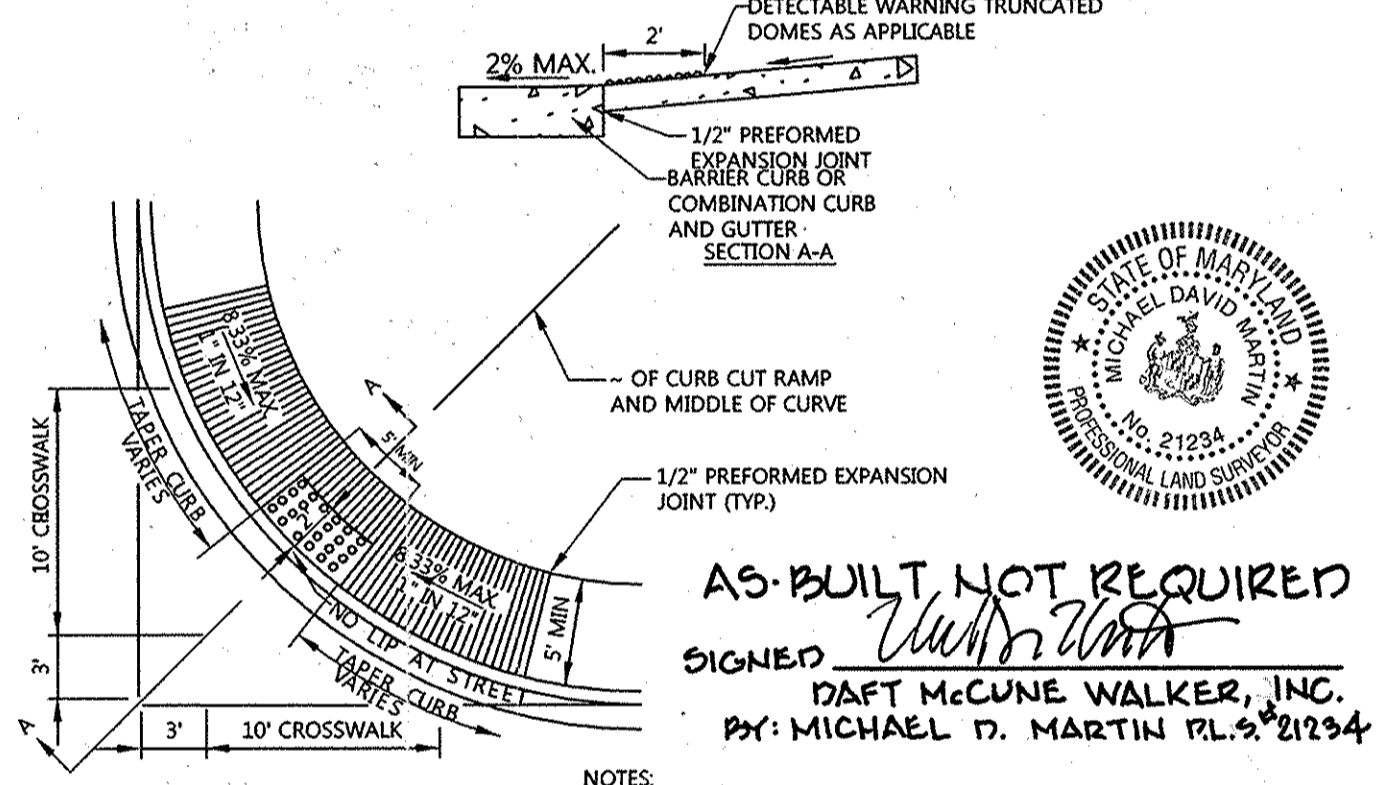 DETECTABLE WARNING TRUNCATED
DOMES AS APPLICABLE
2'
2% MAX.
1/2" PREFORMED
EXPANSION JOINT
BARRIER CURB OR
COMBINATION CURB
AND GUTTER
SECTION A-A
~ OF CURB CUT RAMP
AND MIDDLE OF CURVE
1/2" PREFORMED EXPANSION
JOINT (TYP.)
8.33% MAX
1" IN 12"
A
5' MIN
TAPER CURB
VARIES
10' CROSSWALK
3'
2'
8.33% MAX.
1" IN 12"
NO LIP AT STREET
5' MIN
TAPER CURB
VARIES
A
3'
10' CROSSWALK
NOTES:
STATE OF MARYLAND
MICHAEL DAVID MARTIN
No. 21234
PROFESSIONAL LAND SURVEYOR
AS-BUILT NOT REQUIRED
SIGNED
DAFT McCUNE WALKER, INC.
BY: MICHAEL D. MARTIN P.L.S.#21234